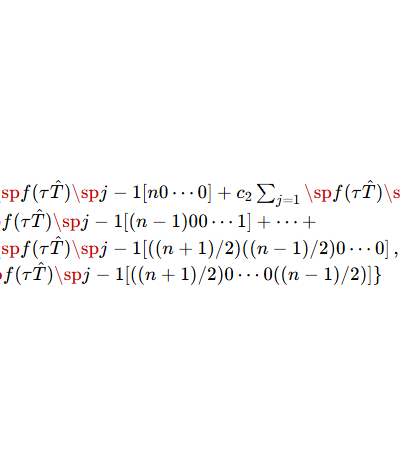 \spf(τT̂)\spj − 1[n0⋯0] + c₂ ∑ⱼ₌₁ \spf(τT̂)\s
f(τT̂)\spj − 1[(n − 1)00⋯1] + ⋯ +
\spf(τT̂)\spj − 1[((n + 1)/2)((n − 1)/2)0⋯0] ,
f(τT̂)\spj − 1[((n + 1)/2)0⋯0((n − 1)/2)]}